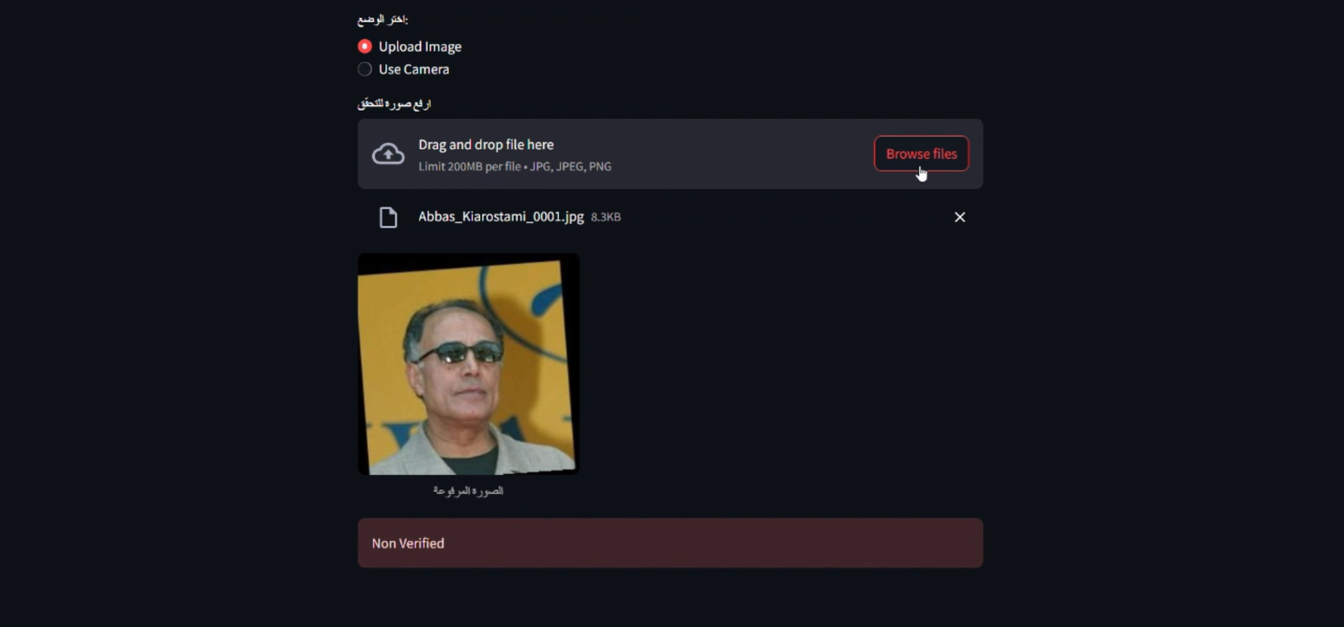 اختر الوضع:
Upload Image
Use Camera
ارفع صورة للتحقق
Drag and drop file here
Limit 200MB per file • JPG, JPEG, PNG
Browse files
Abbas_Kiarostami_0001.jpg 8.3KB
الصورة المرفوعة
Non Verified